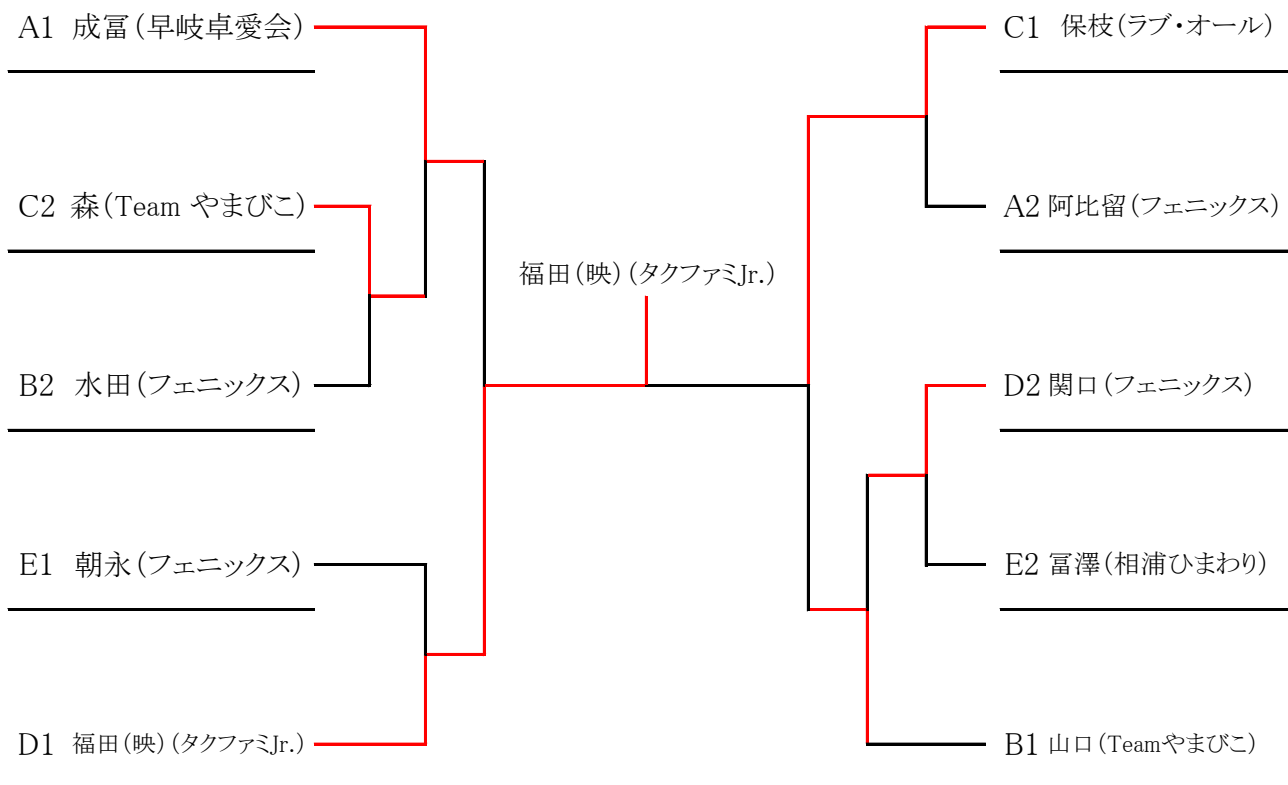 A1 成冨(早岐卓愛会)
C2 森(Team やまびこ)
B2 水田(フェニックス)
E1 朝永(フェニックス)
D1 福田(映)(タクファミJr.)
福田(映)(タクファミJr.)
C1 保枝(ラブ・オール)
A2 阿比留(フェニックス)
D2 関口(フェニックス)
E2 冨澤(相浦ひまわり)
B1 山口(Teamやまびこ)